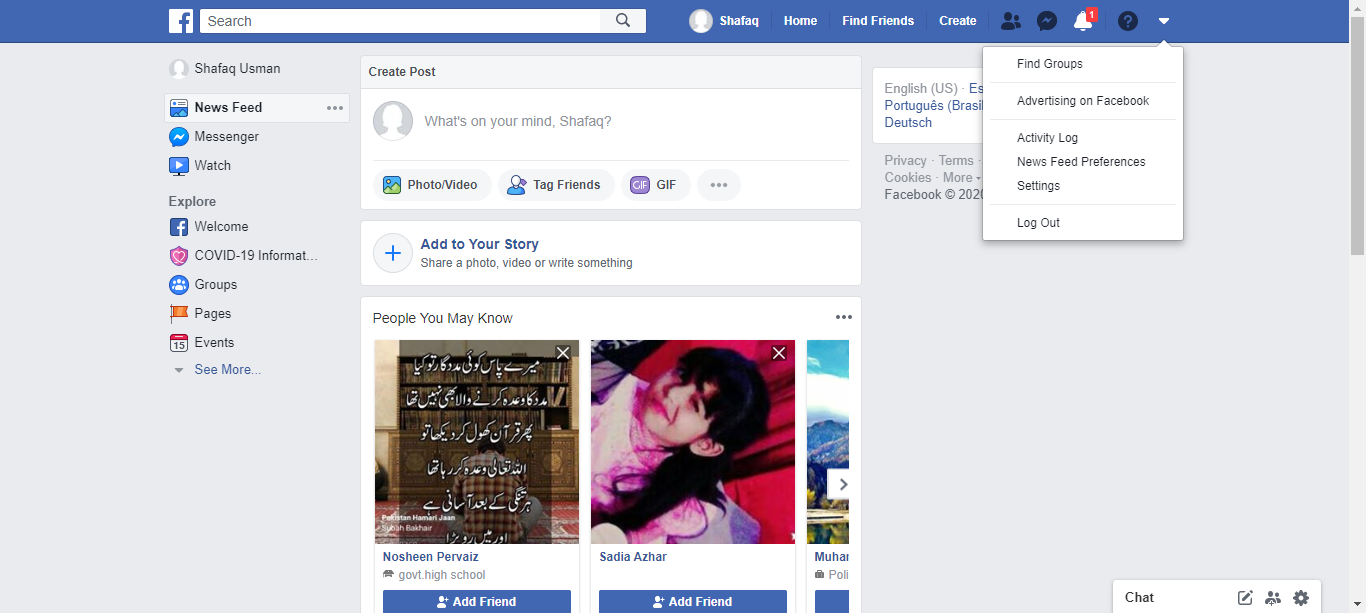 Search
Shafaq
Home
Find Friends
Create
1
Find Groups
Advertising on Facebook
Activity Log
News Feed Preferences
Settings
Log Out
Shafaq Usman
News Feed
Messenger
Watch
Explore
Welcome
COVID-19 Informat...
Groups
Pages
15 Events
See More...
Create Post
What's on your mind, Shafaq?
Photo/Video
Tag Friends
GIF GIF
Add to Your Story
Share a photo, video or write something
People You May Know
میرے پاس کوئی مددگار تو کیا
مدد کا وعدہ کرنے والا بھی نہیں تھا
پھر قرآن کھول کر دیکھا تو
اللہ تعالی وعدہ کر رہا تھا
ہر تنگی کے بعد آسانی ہے
اور میں رو پڑا
Pakistan Hamari Jaan
Subah Bakhair
Nosheen Pervaiz
govt.high school
Add Friend
Sadia Azhar
Add Friend
Muhar
Poli
English (US) · Es
Português (Brasil
Deutsch
Privacy · Terms ·
Cookies · More
Facebook © 2020
Chat